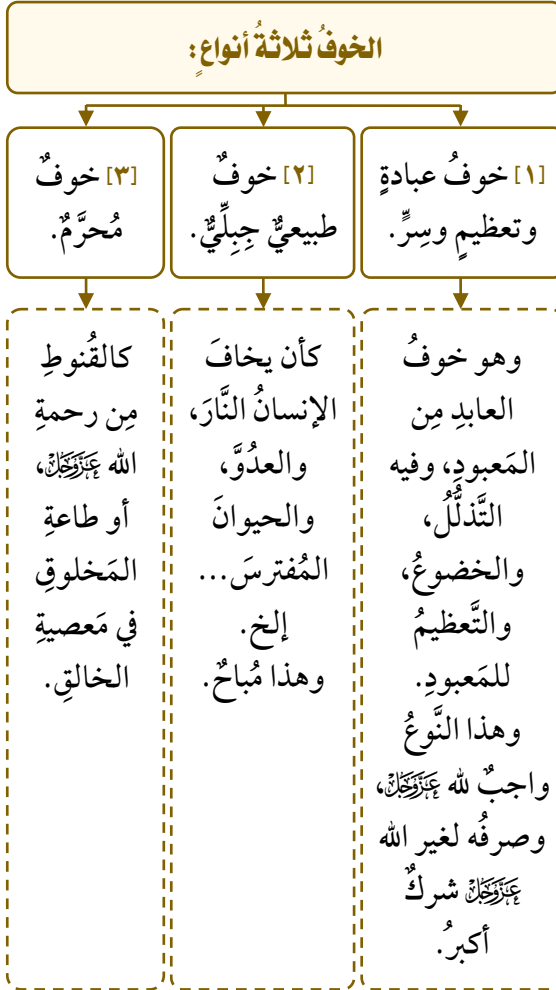 الخوفُ ثلاثةُ أنواعٍ:
[١] خوفُ عبادةٍ
وتعظيمٍ وسِرٍّ.
[٢] خوفٌ
طبيعيٌّ جِبِلِّيٌّ.
[٣] خوفٌ
مُحرَّمٌ.
وهو خوفُ
العابدِ مِن
المَعبودِ، وفيه
التَّذلُّلُ،
والخضوعُ،
والتَّعظيمُ
للمَعبودِ.
وهذا النَّوعُ
واجبٌ لله عَزَّوَجَلَّ،
وصرفُه لغير الله
عَزَّوَجَلَّ شركٌ
أكبرُ.
كأن يخافَ
الإنسانُ النَّارَ،
والعدُوَّ،
والحيوانَ
المُفترسَ...
إلخ.
وهذا مُباحٌ.
كالقُنوطِ
مِن رحمةِ
الله عَزَّوَجَلَّ،
أو طاعةِ
المَخلوقِ
في مَعصيةِ
الخالقِ.